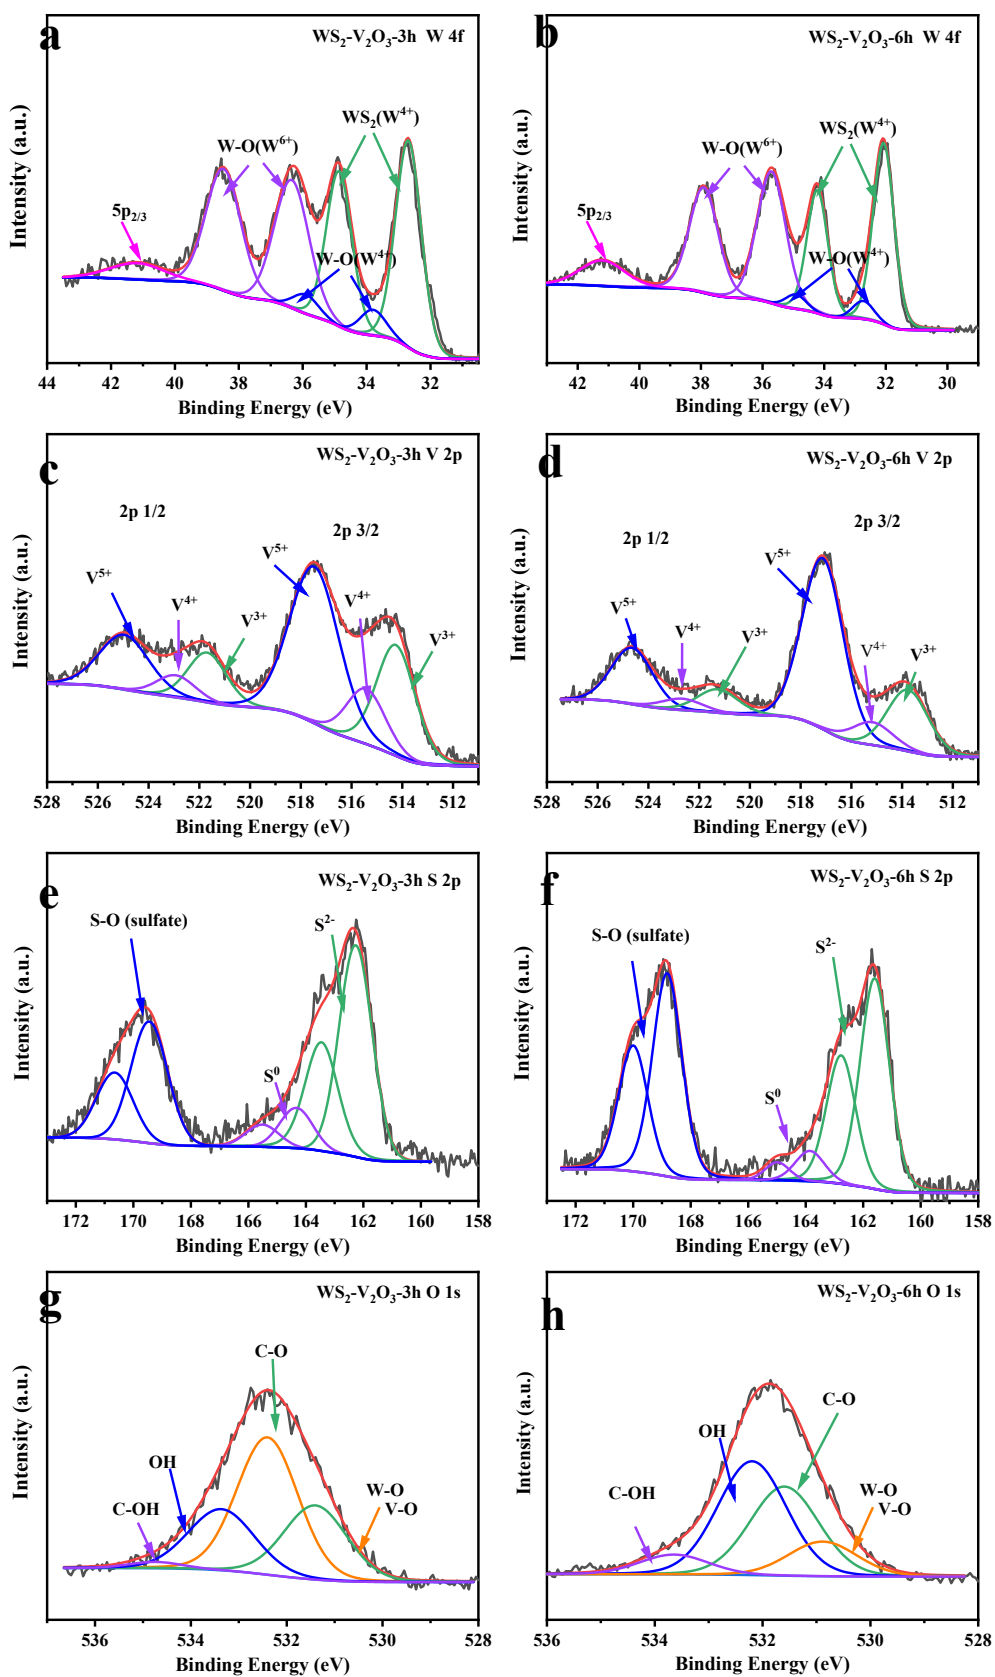 a
WS₂-V₂O₃-3h W 4f
WS₂(W⁴⁺)
W-O(W⁶⁺)
5p₂/₃
W-O(W⁴⁺)
Intensity (a.u.)
44 42 40 38 36 34 32
Binding Energy (eV)
b
WS₂-V₂O₃-6h W 4f
WS₂(W⁴⁺)
W-O(W⁶⁺)
5p₂/₃
W-O(W⁴⁺)
Intensity (a.u.)
42 40 38 36 34 32 30
Binding Energy (eV)
c
WS₂-V₂O₃-3h V 2p
2p 1/2
2p 3/2
V⁵⁺
V⁴⁺
V³⁺
V⁵⁺
V⁴⁺
V³⁺
Intensity (a.u.)
528 526 524 522 520 518 516 514 512
Binding Energy (eV)
d
WS₂-V₂O₃-6h V 2p
2p 1/2
2p 3/2
V⁵⁺
V⁴⁺
V³⁺
V⁵⁺
V⁴⁺
V³⁺
Intensity (a.u.)
528 526 524 522 520 518 516 514 512
Binding Energy (eV)
e
WS₂-V₂O₃-3h S 2p
S-O (sulfate)
S²⁻
S⁰
Intensity (a.u.)
172 170 168 166 164 162 160 158
Binding Energy (eV)
f
WS₂-V₂O₃-6h S 2p
S-O (sulfate)
S²⁻
S⁰
Intensity (a.u.)
172 170 168 166 164 162 160 158
Binding Energy (eV)
g
WS₂-V₂O₃-3h O 1s
C-O
OH
C-OH
W-O
V-O
Intensity (a.u.)
536 535 534 533 532 531 530 529 528
Binding Energy (eV)
h
WS₂-V₂O₃-6h O 1s
C-O
OH
C-OH
W-O
V-O
Intensity (a.u.)
536 534 532 530 528
Binding Energy (eV)